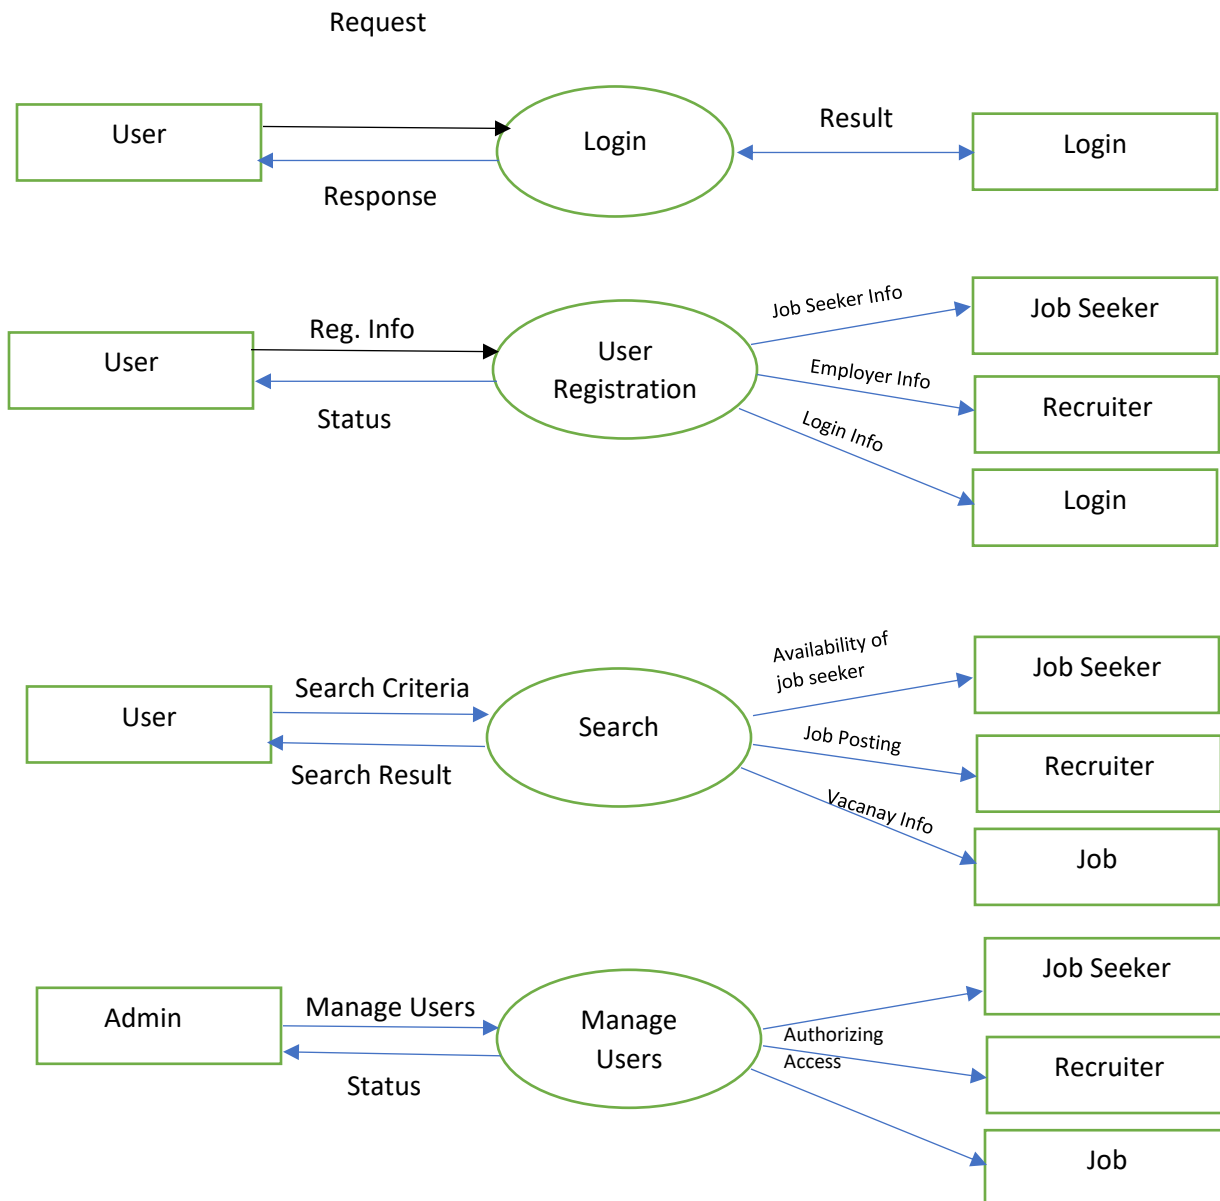 Request
User
Login
Result
Login
Response
Job Seeker Info
Job Seeker
Reg. Info
User
User
Registration
Employer Info
Recruiter
Status
Login Info
Login
Availability of
job seeker
Job Seeker
Search Criteria
User
Search
Job Posting
Recruiter
Search Result
Vacanay Info
Job
Job Seeker
Admin
Manage Users
Manage
Users
Authorizing
Access
Recruiter
Status
Job